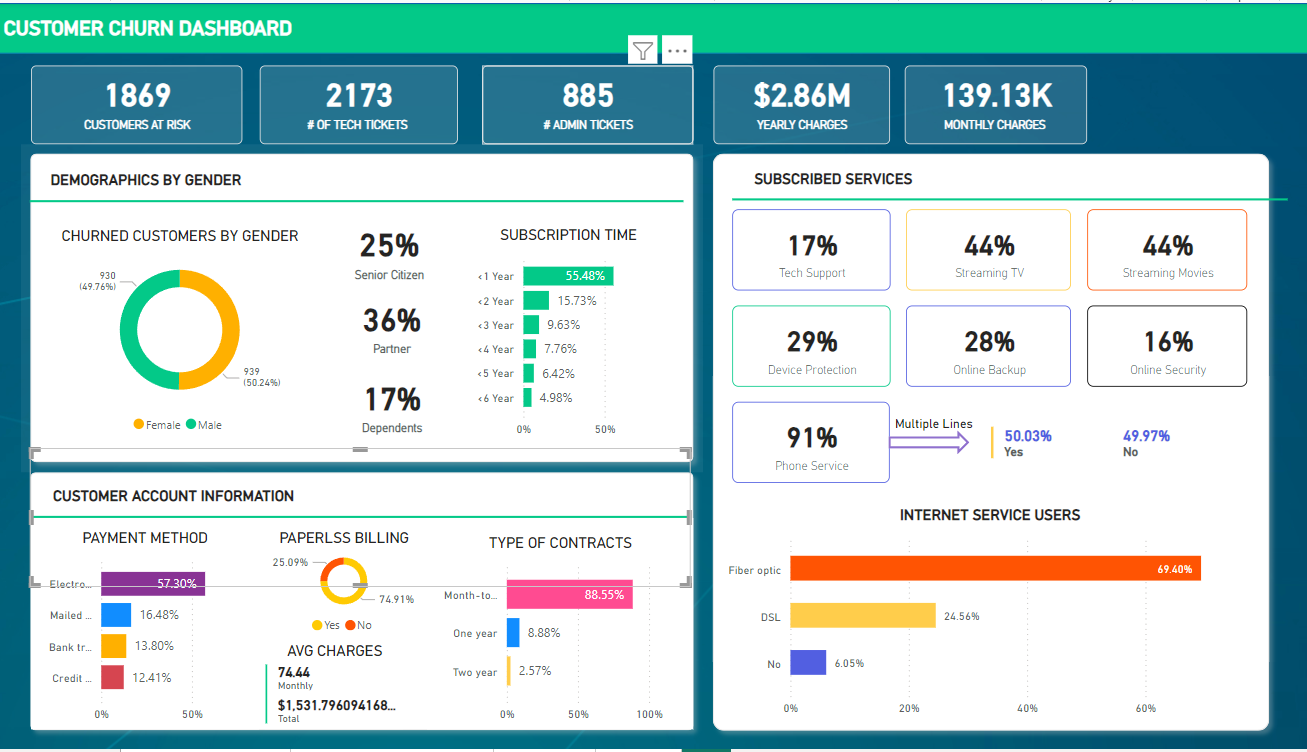 CUSTOMER CHURN DASHBOARD
1869
CUSTOMERS AT RISK
2173
# OF TECH TICKETS
885
# ADMIN TICKETS
$2.86M
YEARLY CHARGES
139.13K
MONTHLY CHARGES
DEMOGRAPHICS BY GENDER
CHURNED CUSTOMERS BY GENDER
930
(49.76%)
939
(50.24%)
Female Male
25%
Senior Citizen
36%
Partner
17%
Dependents
SUBSCRIPTION TIME
<1 Year 55.48%
<2 Year 15.73%
<3 Year 9.63%
<4 Year 7.76%
<5 Year 6.42%
<6 Year 4.98%
0% 50%
CUSTOMER ACCOUNT INFORMATION
PAYMENT METHOD
Electro... 57.30%
Mailed ... 16.48%
Bank tr... 13.80%
Credit ... 12.41%
0% 50%
PAPERLSS BILLING
25.09%
74.91%
Yes No
AVG CHARGES
74.44
Monthly
$1,531.796094168...
Total
TYPE OF CONTRACTS
Month-to... 88.55%
One year 8.88%
Two year 2.57%
0% 50% 100%
SUBSCRIBED SERVICES
17%
Tech Support
44%
Streaming TV
44%
Streaming Movies
29%
Device Protection
28%
Online Backup
16%
Online Security
91%
Phone Service
Multiple Lines
50.03%
Yes
49.97%
No
INTERNET SERVICE USERS
Fiber optic 69.40%
DSL 24.56%
No 6.05%
0% 20% 40% 60%